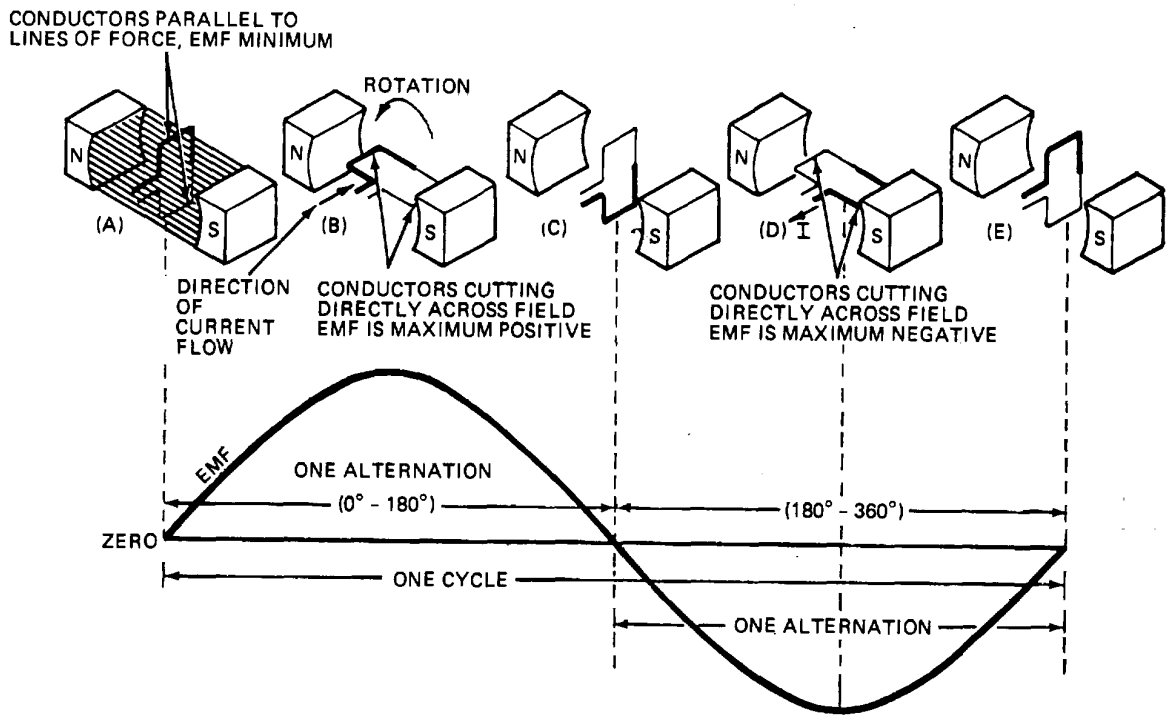 CONDUCTORS PARALLEL TO
LINES OF FORCE, EMF MINIMUM
ROTATION
N
S
(A)
N
S
(B)
N
S
(C)
N
S
(D) I
N
S
(E)
DIRECTION
OF
CURRENT
FLOW
CONDUCTORS CUTTING
DIRECTLY ACROSS FIELD
EMF IS MAXIMUM POSITIVE
CONDUCTORS CUTTING
DIRECTLY ACROSS FIELD
EMF IS MAXIMUM NEGATIVE
EMF
ONE ALTERNATION
(0° - 180°)
(180° - 360°)
ZERO
ONE CYCLE
ONE ALTERNATION